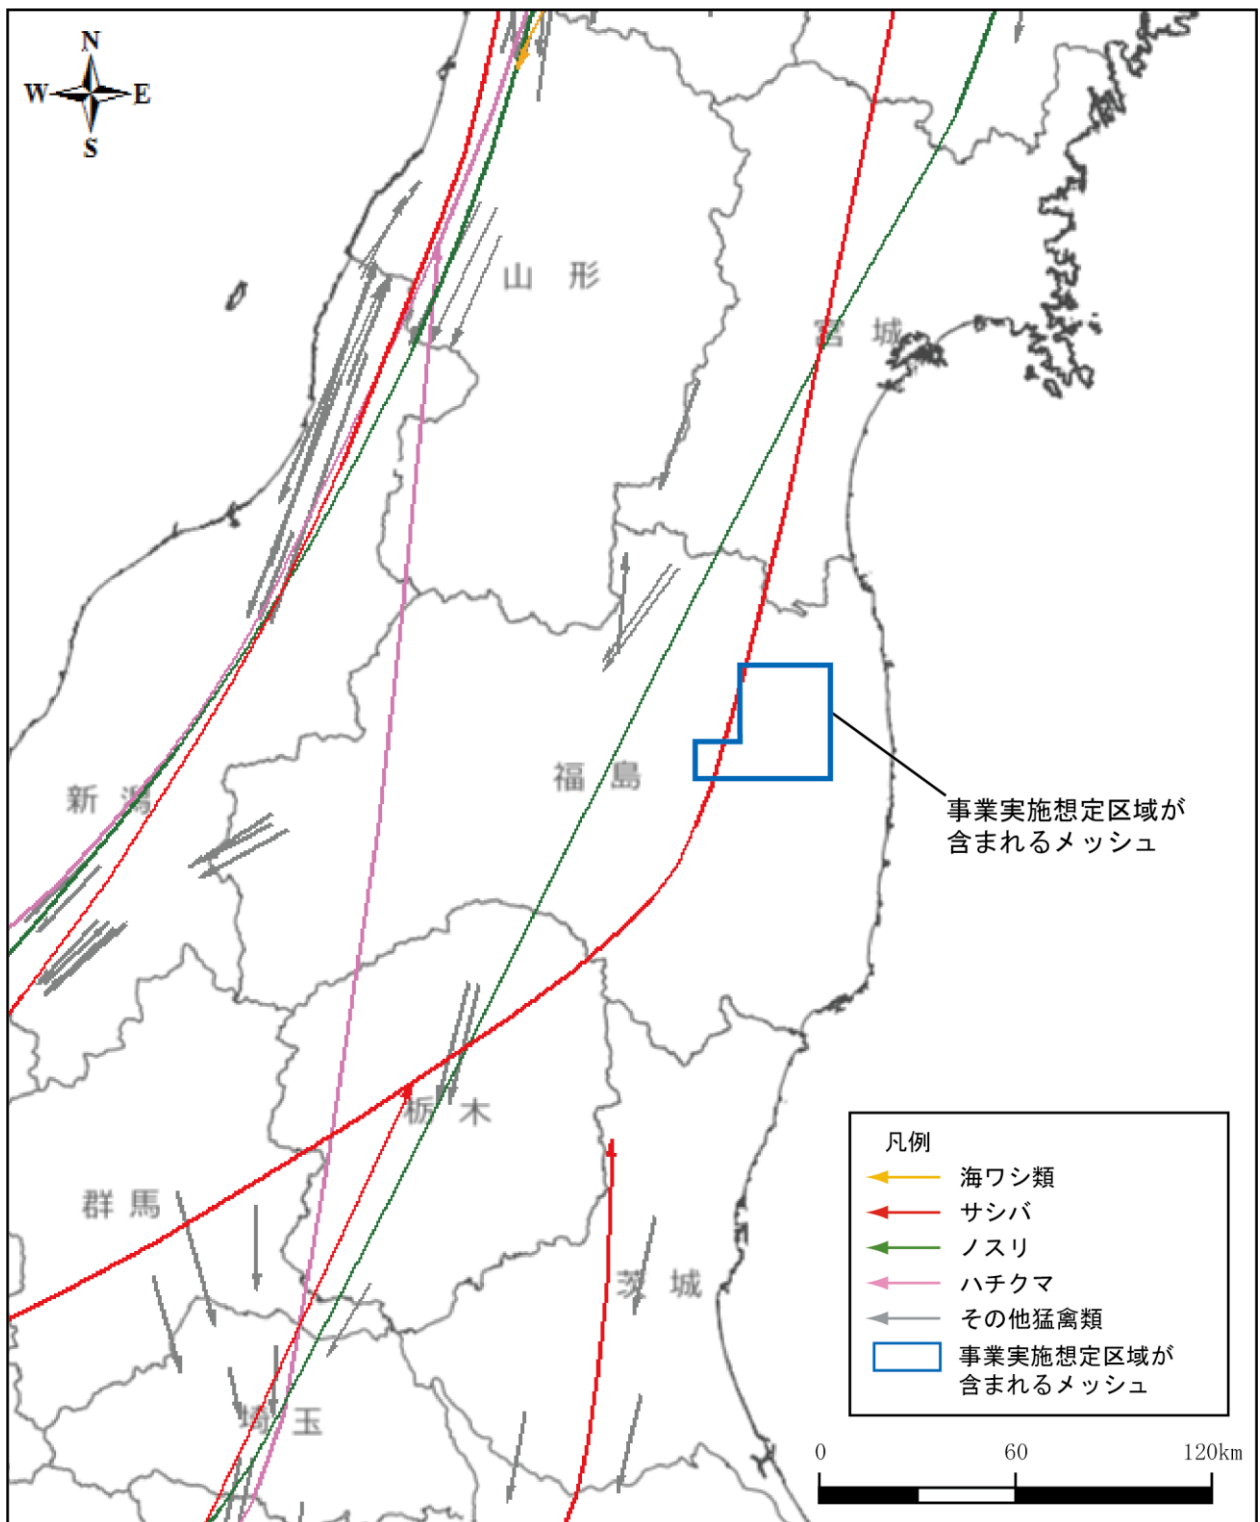 N
W E
S
山 形
宮 城
福 島
新 潟
事業実施想定区域が
含まれるメッシュ
栃 木
群 馬
茨 城
埼 玉
凡例
海ワシ類
サシバ
ノスリ
ハチクマ
その他猛禽類
事業実施想定区域が
含まれるメッシュ
0 60 120km